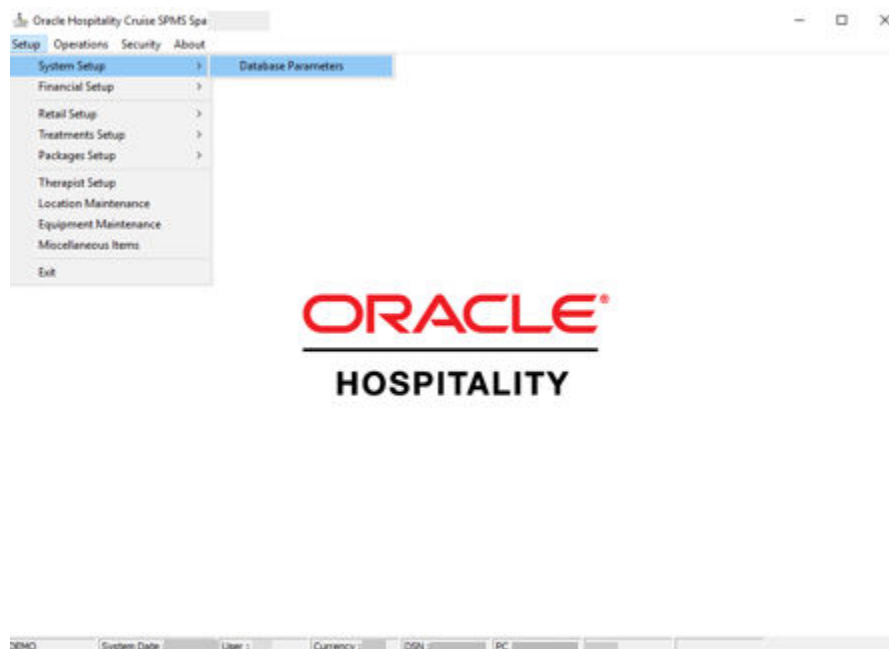 Oracle Hospitality Cruise SPMS Spa
Setup Operations Security About
System Setup > Database Parameters
Financial Setup >
Retail Setup >
Treatments Setup >
Packages Setup >
Therapist Setup
Location Maintenance
Equipment Maintenance
Miscellaneous Items
Exit
ORACLE®
HOSPITALITY
DEMO System Date User : Currency : DSN : PC